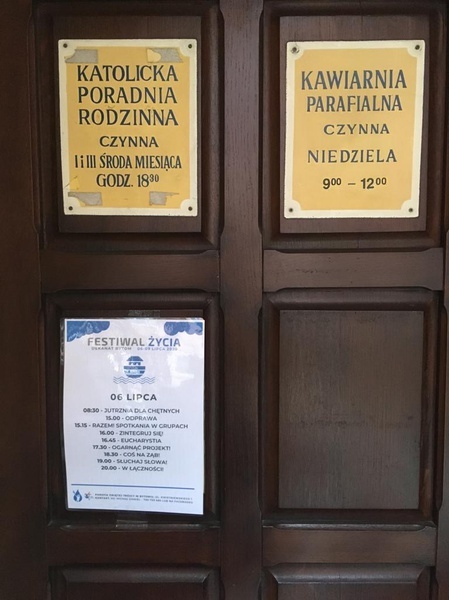 KATOLICKA
PORADNIA
RODZINNA
CZYNNA
I i III ŚRODA MIESIĄCA
GODZ. 18³⁰
KAWIARNIA
PARAFIALNA
CZYNNA
NIEDZIELA
9⁰⁰ – 12⁰⁰
FESTIWAL ŻYCIA
06 LIPCA
08:30 - JUTRZNIA DLA CHĘTNYCH
15.00 - ODPRAWA
15.15 - RAZEM! SPOTKANIA W GRUPACH
16.00 - ZINTEGRUJ SIĘ!
16.45 - EUCHARYSTIA
17.30 - OGARNĄĆ PROJEKT!
18.30 - COŚ NA ZĄB!
19.00 - SŁUCHAJ SŁOWA!
20.00 - W ŁĄCZNOŚCI!